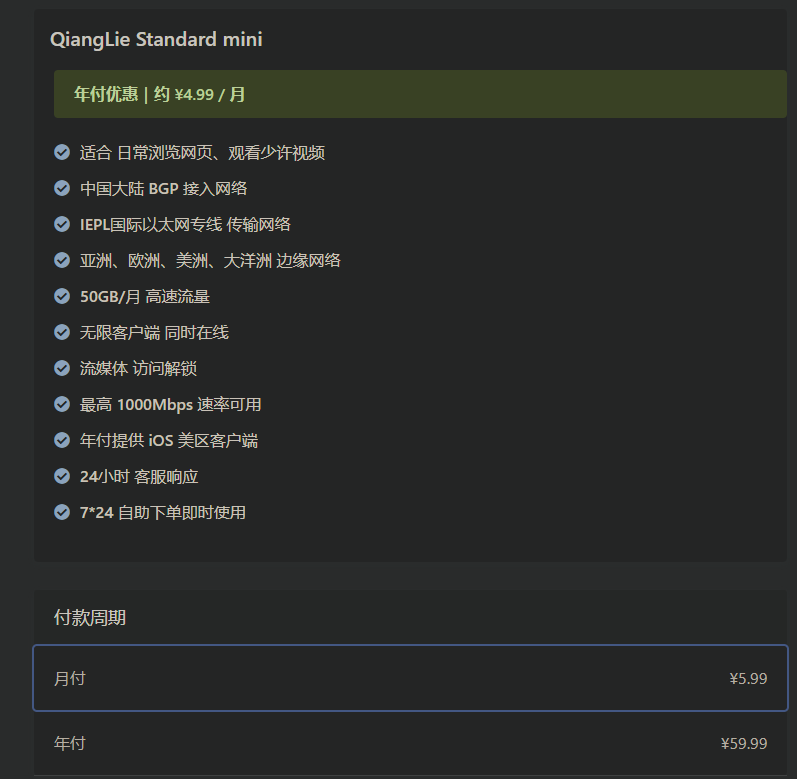 QiangLie Standard mini
年付优惠 | 约 ¥4.99 / 月
适合 日常浏览网页、观看少许视频
中国大陆 BGP 接入网络
IEPL国际以太网专线 传输网络
亚洲、欧洲、美洲、大洋洲 边缘网络
50GB/月 高速流量
无限客户端 同时在线
流媒体 访问解锁
最高 1000Mbps 速率可用
年付提供 iOS 美区客户端
24小时 客服响应
7*24 自助下单即时使用
付款周期
月付 ¥5.99
年付 ¥59.99